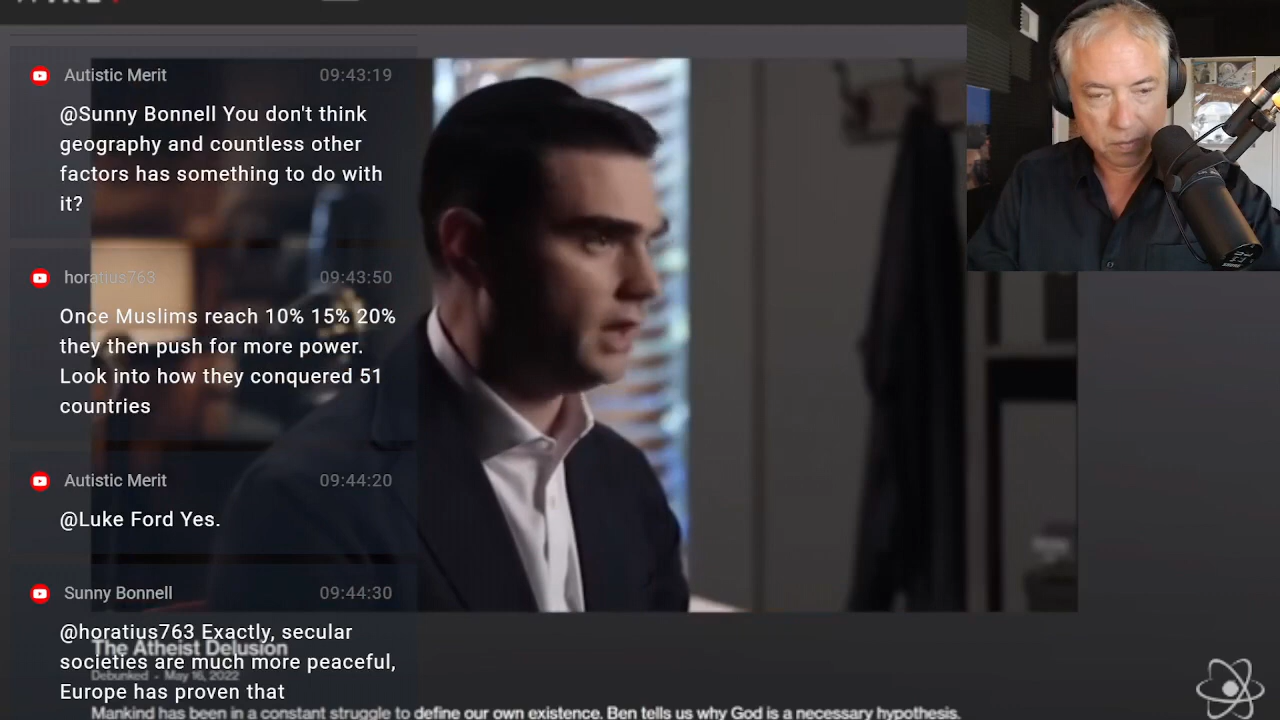 Autistic Merit 09:43:19
@Sunny Bonnell You don't think
geography and countless other
factors has something to do with
it?
horatius763 09:43:50
Once Muslims reach 10% 15% 20%
they then push for more power.
Look into how they conquered 51
countries
Autistic Merit 09:44:20
@Luke Ford Yes.
Sunny Bonnell 09:44:30
@horatius763 Exactly, secular
societies are much more peaceful,
Europe has proven that
The Atheist Delusion
Debunked - May 16, 2022
Mankind has been in a constant struggle to define our own existence. Ben tells us why God is a necessary hypothesis.